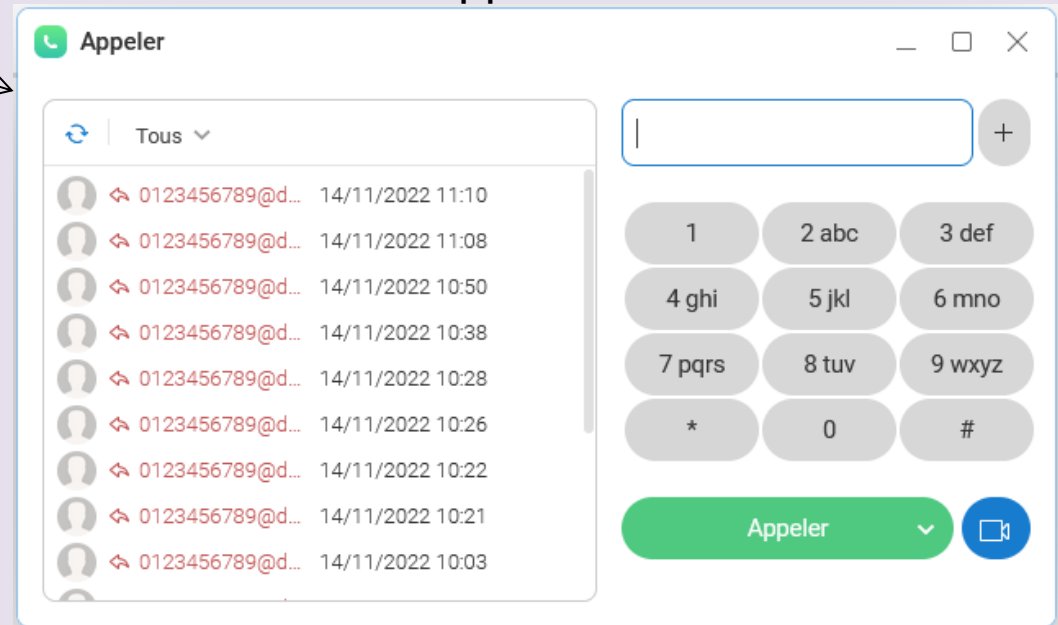 Appeler
Tous
0123456789@d... 14/11/2022 11:10
0123456789@d... 14/11/2022 11:08
0123456789@d... 14/11/2022 10:50
0123456789@d... 14/11/2022 10:38
0123456789@d... 14/11/2022 10:28
0123456789@d... 14/11/2022 10:26
0123456789@d... 14/11/2022 10:22
0123456789@d... 14/11/2022 10:21
0123456789@d... 14/11/2022 10:03
+
1 2 abc 3 def
4 ghi 5 jkl 6 mno
7 pqrs 8 tuv 9 wxyz
* 0 #
Appeler